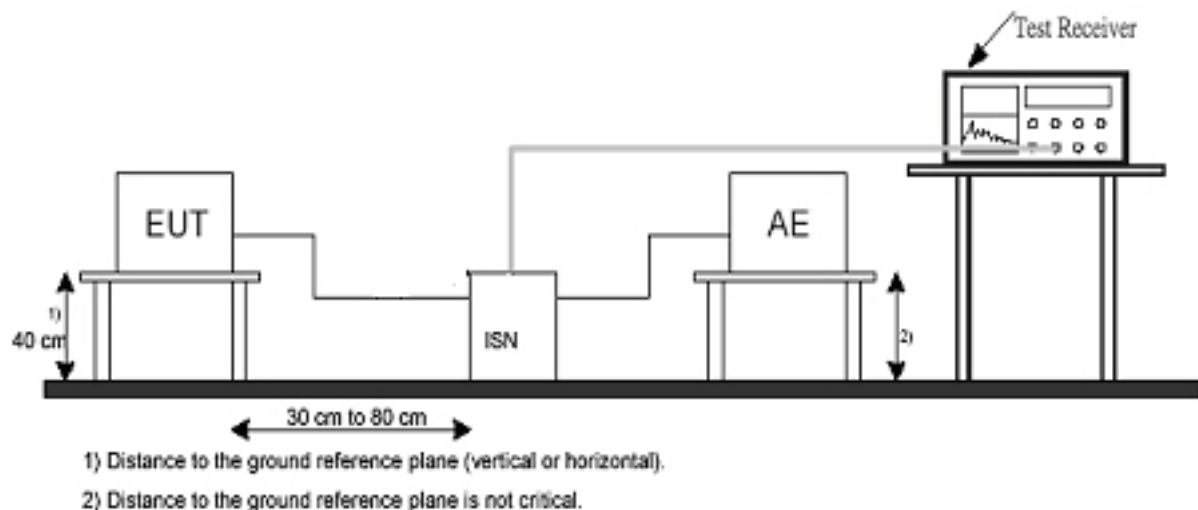 Test Receiver
EUT
AE
1)
40 cm
ISN
2)
30 cm to 80 cm
1) Distance to the ground reference plane (vertical or horizontal).
2) Distance to the ground reference plane is not critical.